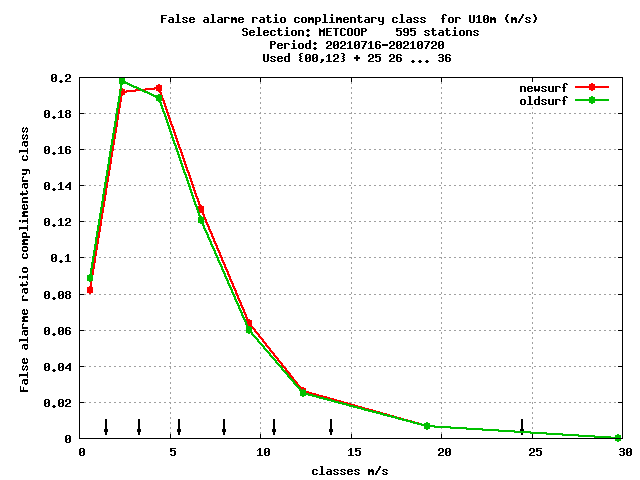 False alarme ratio complimentary class  for U10m (m/s)
Selection: METCOOP    595 stations
Period: 20210716-20210720
Used {00,12} + 25 26 ... 36
newsurf
oldsurf
False alarme ratio complimentary class
0.2
0.18
0.16
0.14
0.12
0.1
0.08
0.06
0.04
0.02
0
0 5 10 15 20 25 30
classes m/s